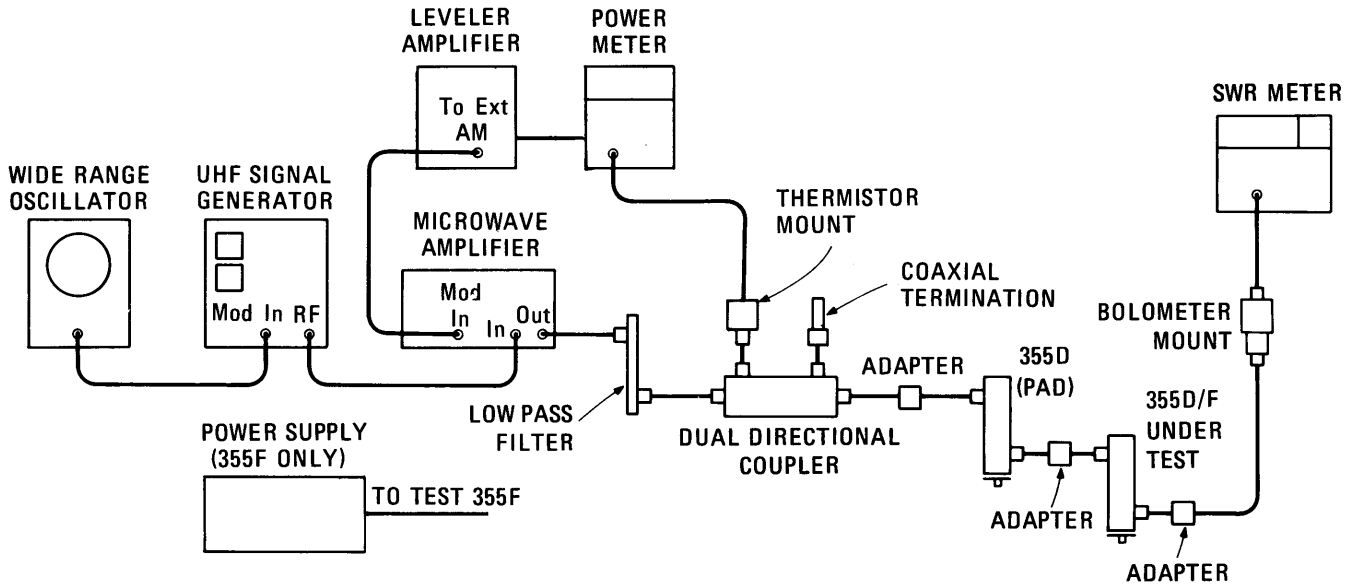 LEVELER
AMPLIFIER
To Ext
AM
POWER
METER
SWR METER
WIDE RANGE
OSCILLATOR
UHF SIGNAL
GENERATOR
Mod In RF
MICROWAVE
AMPLIFIER
Mod
In
In
Out
THERMISTOR
MOUNT
COAXIAL
TERMINATION
BOLOMETER
MOUNT
LOW PASS
FILTER
DUAL DIRECTIONAL
COUPLER
ADAPTER
355D
(PAD)
355D/F
UNDER
TEST
ADAPTER
ADAPTER
POWER SUPPLY
(355F ONLY)
TO TEST 355F